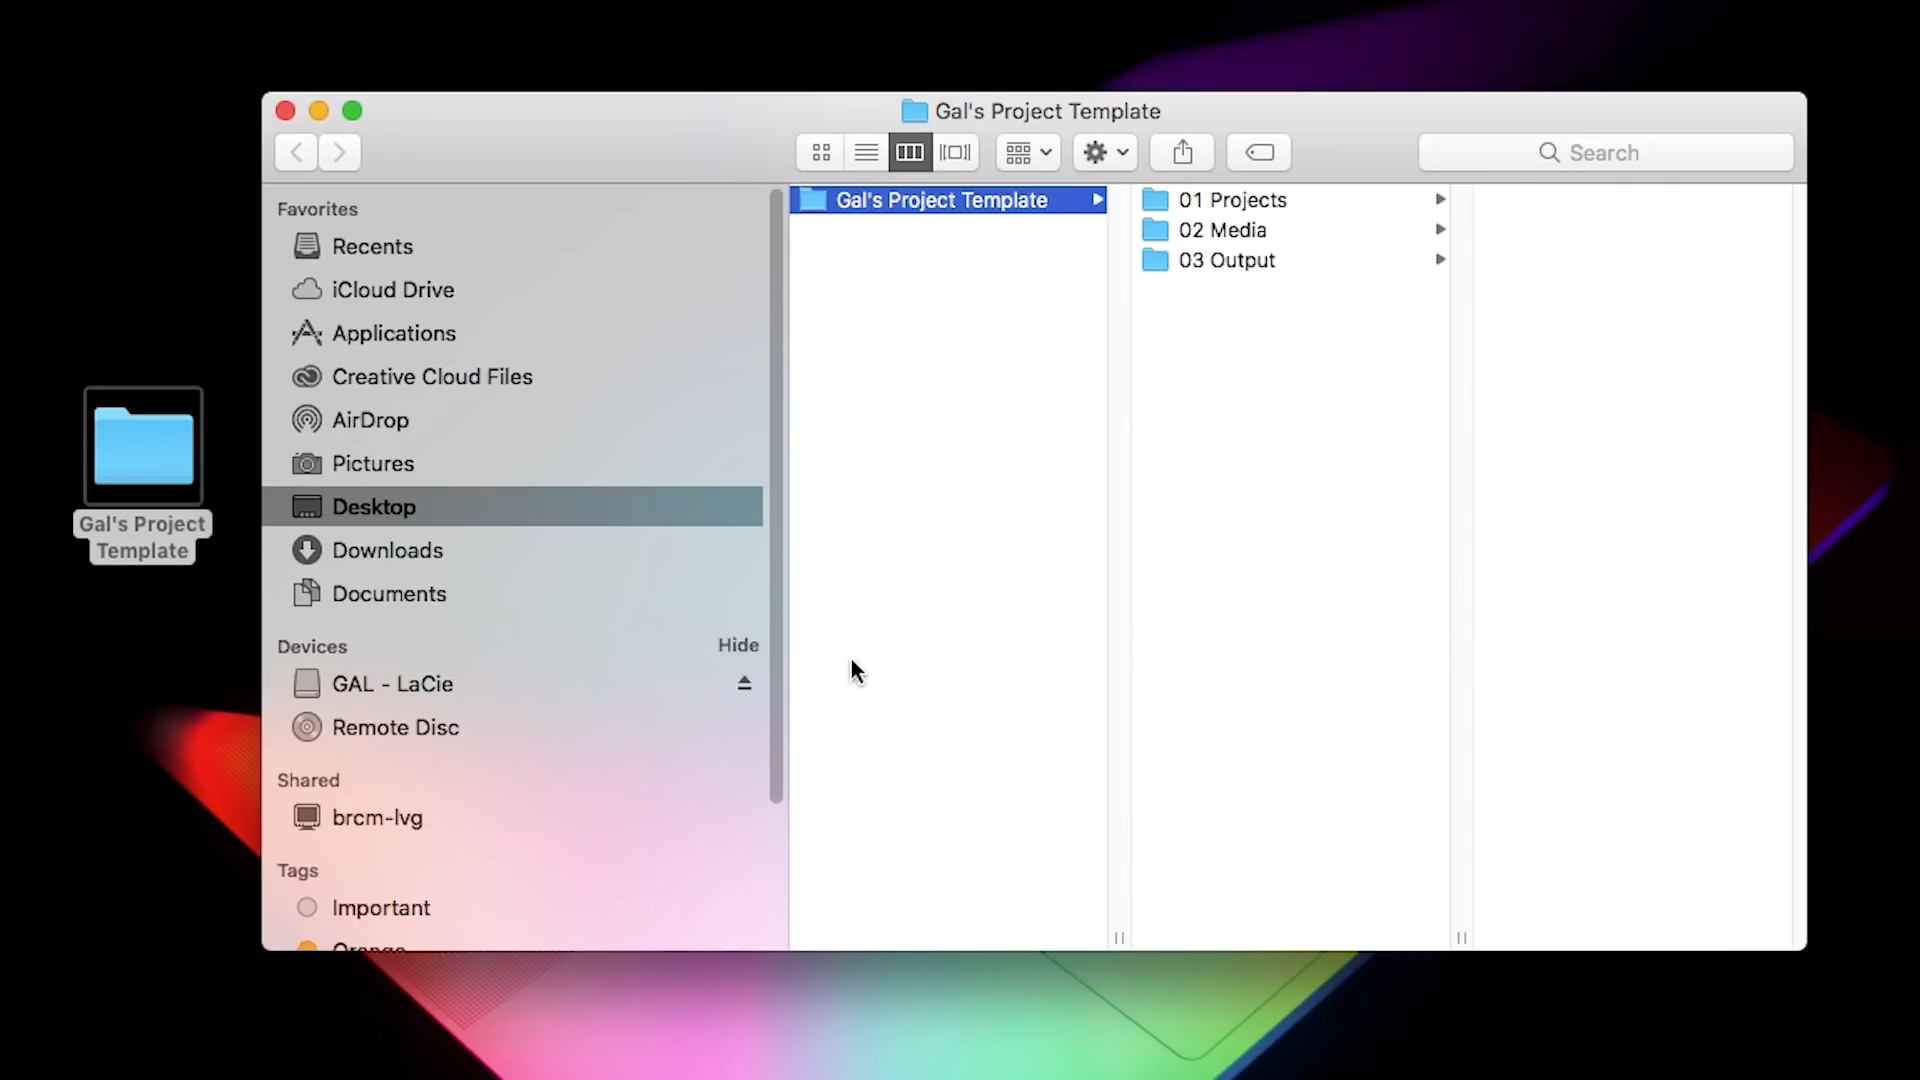 Gal's Project Template
Search
Favorites
Recents
iCloud Drive
Applications
Creative Cloud Files
AirDrop
Pictures
Desktop
Downloads
Documents
Devices Hide
GAL - LaCie
Remote Disc
Shared
brcm-lvg
Tags
Important
Orange
Gal's Project Template
01 Projects
02 Media
03 Output
Gal's Project
Template